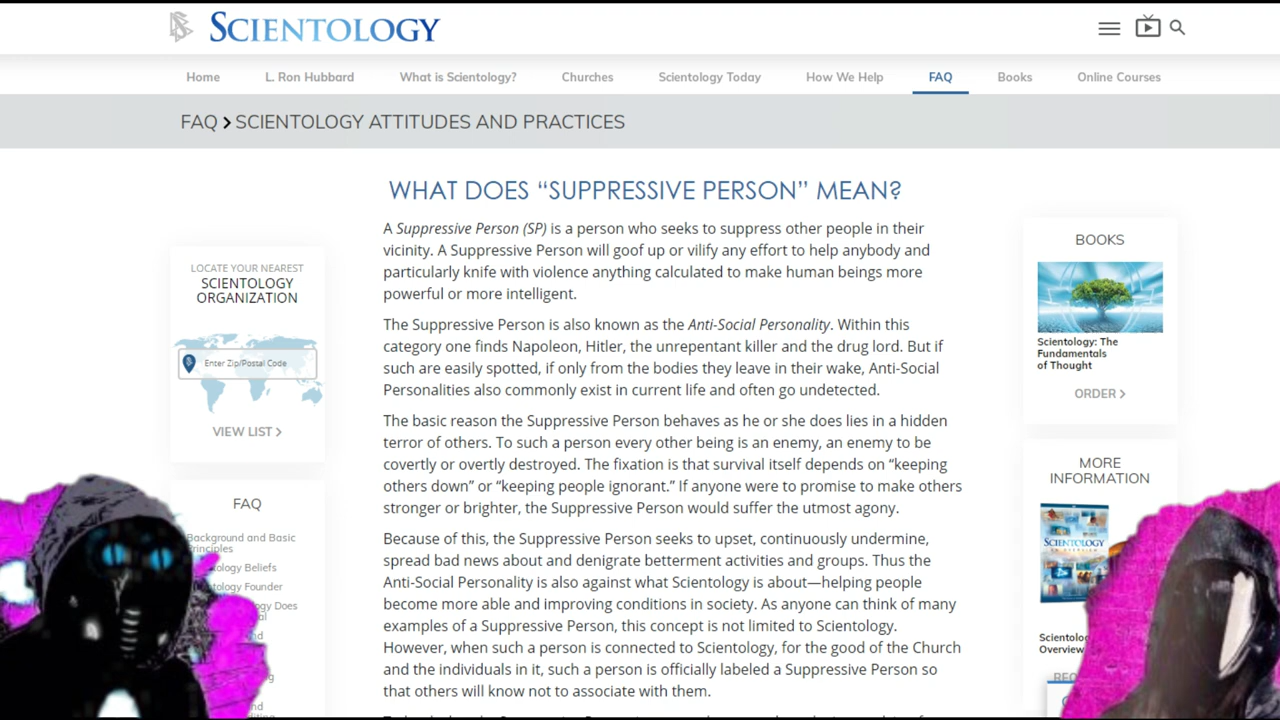 SCIENTOLOGY
Home
L. Ron Hubbard
What is Scientology?
Churches
Scientology Today
How We Help
FAQ
Books
Online Courses
FAQ > SCIENTOLOGY ATTITUDES AND PRACTICES
LOCATE YOUR NEAREST
SCIENTOLOGY
ORGANIZATION
Enter Zip/Postal Code
VIEW LIST >
FAQ
Background and Basic
Principles
tology Beliefs
tology Founder
ogy Does
WHAT DOES “SUPPRESSIVE PERSON” MEAN?
A Suppressive Person (SP) is a person who seeks to suppress other people in their
vicinity. A Suppressive Person will goof up or vilify any effort to help anybody and
particularly knife with violence anything calculated to make human beings more
powerful or more intelligent.
The Suppressive Person is also known as the Anti-Social Personality. Within this
category one finds Napoleon, Hitler, the unrepentant killer and the drug lord. But if
such are easily spotted, if only from the bodies they leave in their wake, Anti-Social
Personalities also commonly exist in current life and often go undetected.
The basic reason the Suppressive Person behaves as he or she does lies in a hidden
terror of others. To such a person every other being is an enemy, an enemy to be
covertly or overtly destroyed. The fixation is that survival itself depends on “keeping
others down” or “keeping people ignorant.” If anyone were to promise to make others
stronger or brighter, the Suppressive Person would suffer the utmost agony.
Because of this, the Suppressive Person seeks to upset, continuously undermine,
spread bad news about and denigrate betterment activities and groups. Thus the
Anti-Social Personality is also against what Scientology is about—helping people
become more able and improving conditions in society. As anyone can think of many
examples of a Suppressive Person, this concept is not limited to Scientology.
However, when such a person is connected to Scientology, for the good of the Church
and the individuals in it, such a person is officially labeled a Suppressive Person so
that others will know not to associate with them.
BOOKS
Scientology: The
Fundamentals
of Thought
ORDER >
MORE
INFORMATION
SCIENTOLOGY
Scientolo
Overview